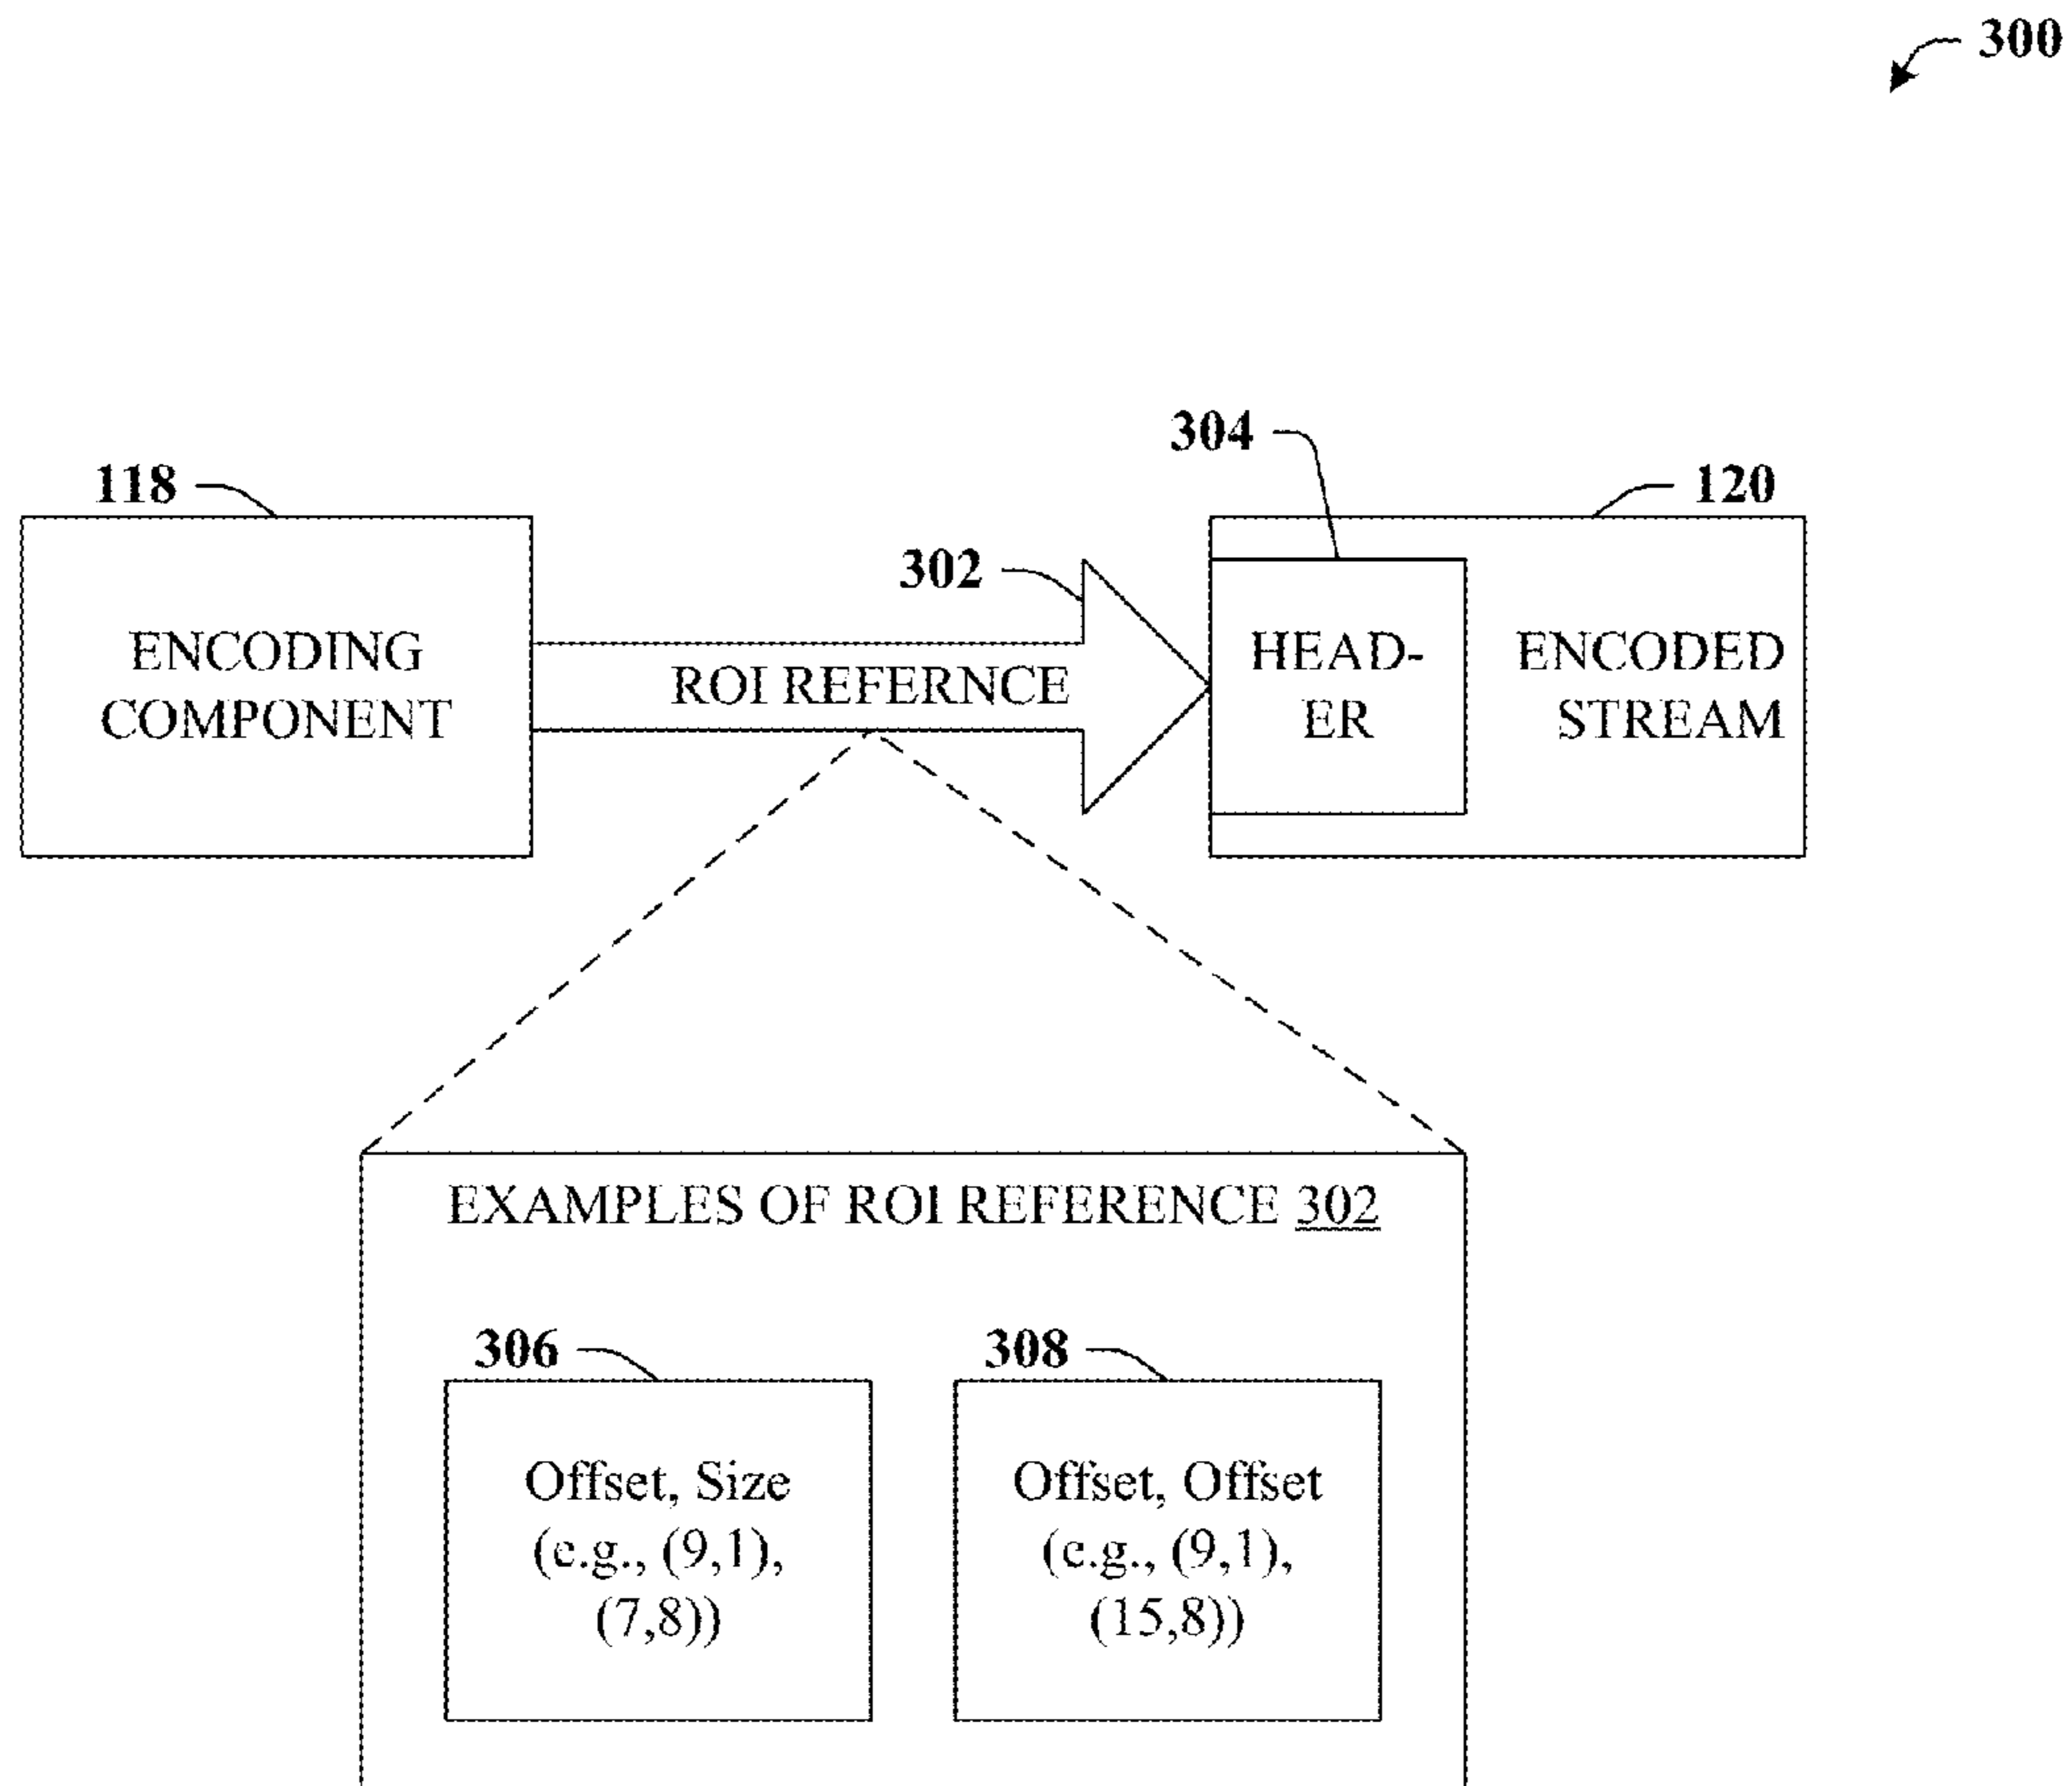 300
304
118
120
302
ENCODING
COMPONENT
ROI REFERNCE
HEAD-
ER
ENCODED
STREAM
EXAMPLES OF ROI REFERENCE 302
306
308
Offset, Size
(e.g., (9,1),
(7,8))
Offset, Offset
(e.g., (9,1),
(15,8))